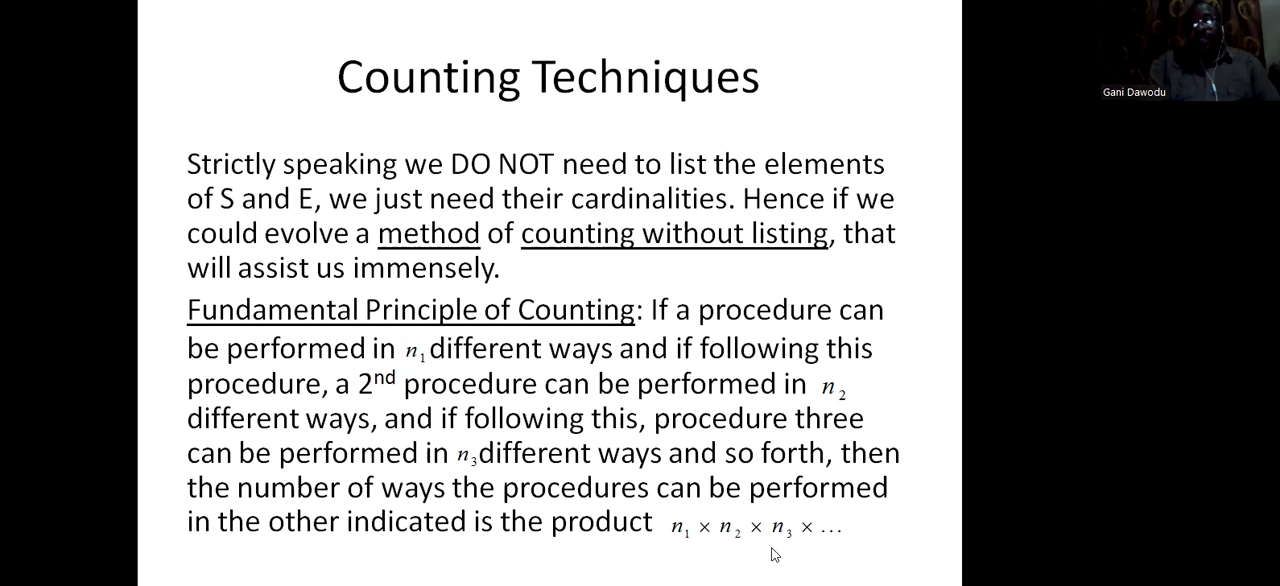 Counting Techniques
Gani Dawodu
Strictly speaking we DO NOT need to list the elements
of S and E, we just need their cardinalities. Hence if we
could evolve a method of counting without listing, that
will assist us immensely.
Fundamental Principle of Counting: If a procedure can
be performed in n₁ different ways and if following this
procedure, a 2nd procedure can be performed in n₂
different ways, and if following this, procedure three
can be performed in n₃ different ways and so forth, then
the number of ways the procedures can be performed
in the other indicated is the product n₁ × n₂ × n₃ × ...